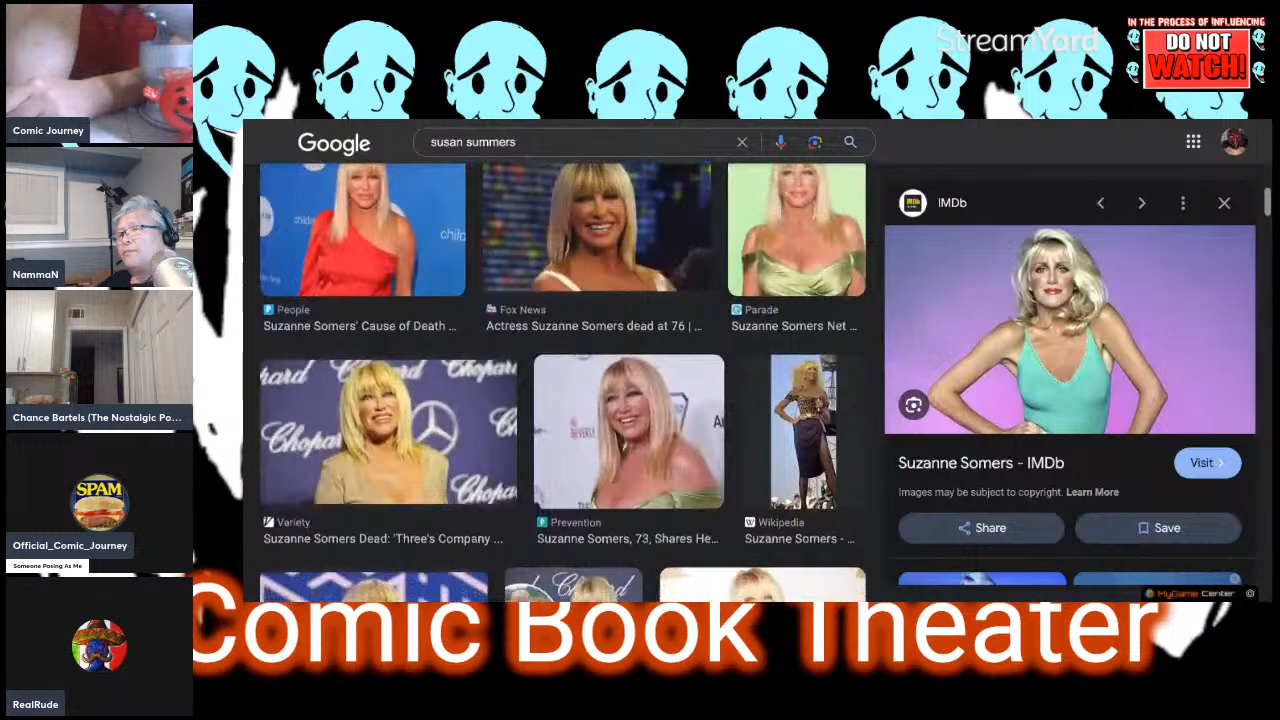 Comic Journey
NammaN
Chance Bartels (The Nostalgic Po...
SPAM
Official_Comic_Journey
Someone Posing As Me
RealRude
StreamYard
IN THE PROCESS OF INFLUENCING
DO NOT
WATCH!
Google
susan summers
IMDb
People
Suzanne Somers' Cause of Death ...
Fox News
Actress Suzanne Somers dead at 76 | ...
Parade
Suzanne Somers Net ...
Chopard
Chopard
Variety
Suzanne Somers Dead: 'Three's Company ...
Prevention
Suzanne Somers, 73, Shares He...
Wikipedia
Suzanne Somers - ...
Suzanne Somers - IMDb
Visit
Images may be subject to copyright. Learn More
Share
Save
MyGame Center
Comic Book Theater